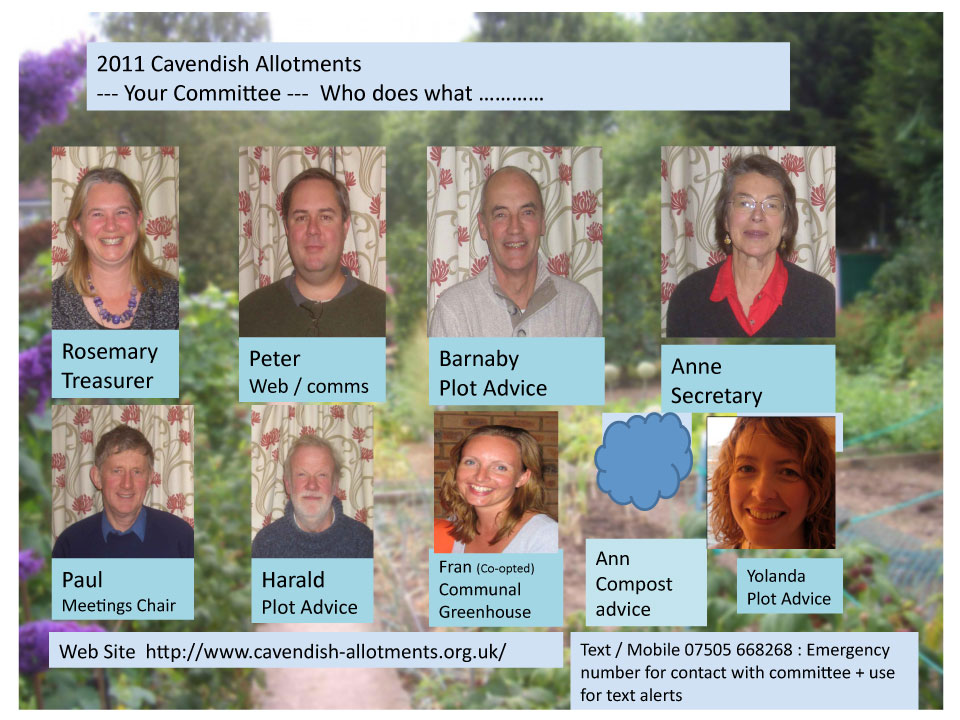 2011 Cavendish Allotments
--- Your Committee --- Who does what …………
Rosemary
Treasurer
Peter
Web / comms
Barnaby
Plot Advice
Anne
Secretary
Paul
Meetings Chair
Harald
Plot Advice
Fran (Co-opted)
Communal
Greenhouse
Ann
Compost
advice
Yolanda
Plot Advice
Web Site http://www.cavendish-allotments.org.uk/
Text / Mobile 07505 668268 : Emergency
number for contact with committee + use
for text alerts